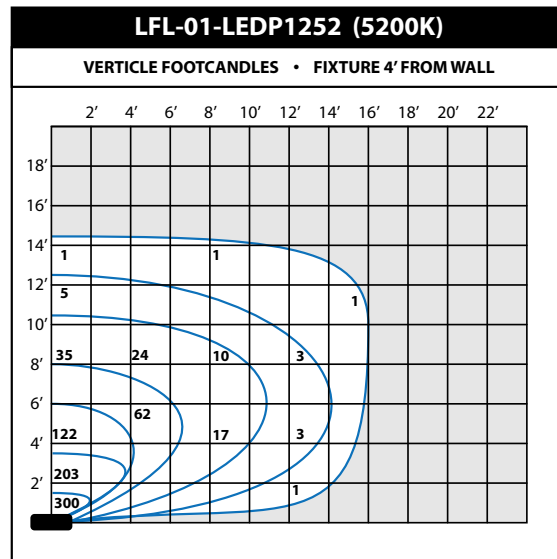 LFL-01-LEDP1252 (5200K)
VERTICLE FOOTCANDLES • FIXTURE 4’ FROM WALL
2’ 4’ 6’ 8’ 10’ 12’ 14’ 16’ 18’ 20’ 22’
18’
16’
14’
1 1
12’
5 1
10’
35 24 10 3
8’
6’
62
122 17 3
4’
203
2’
300 1